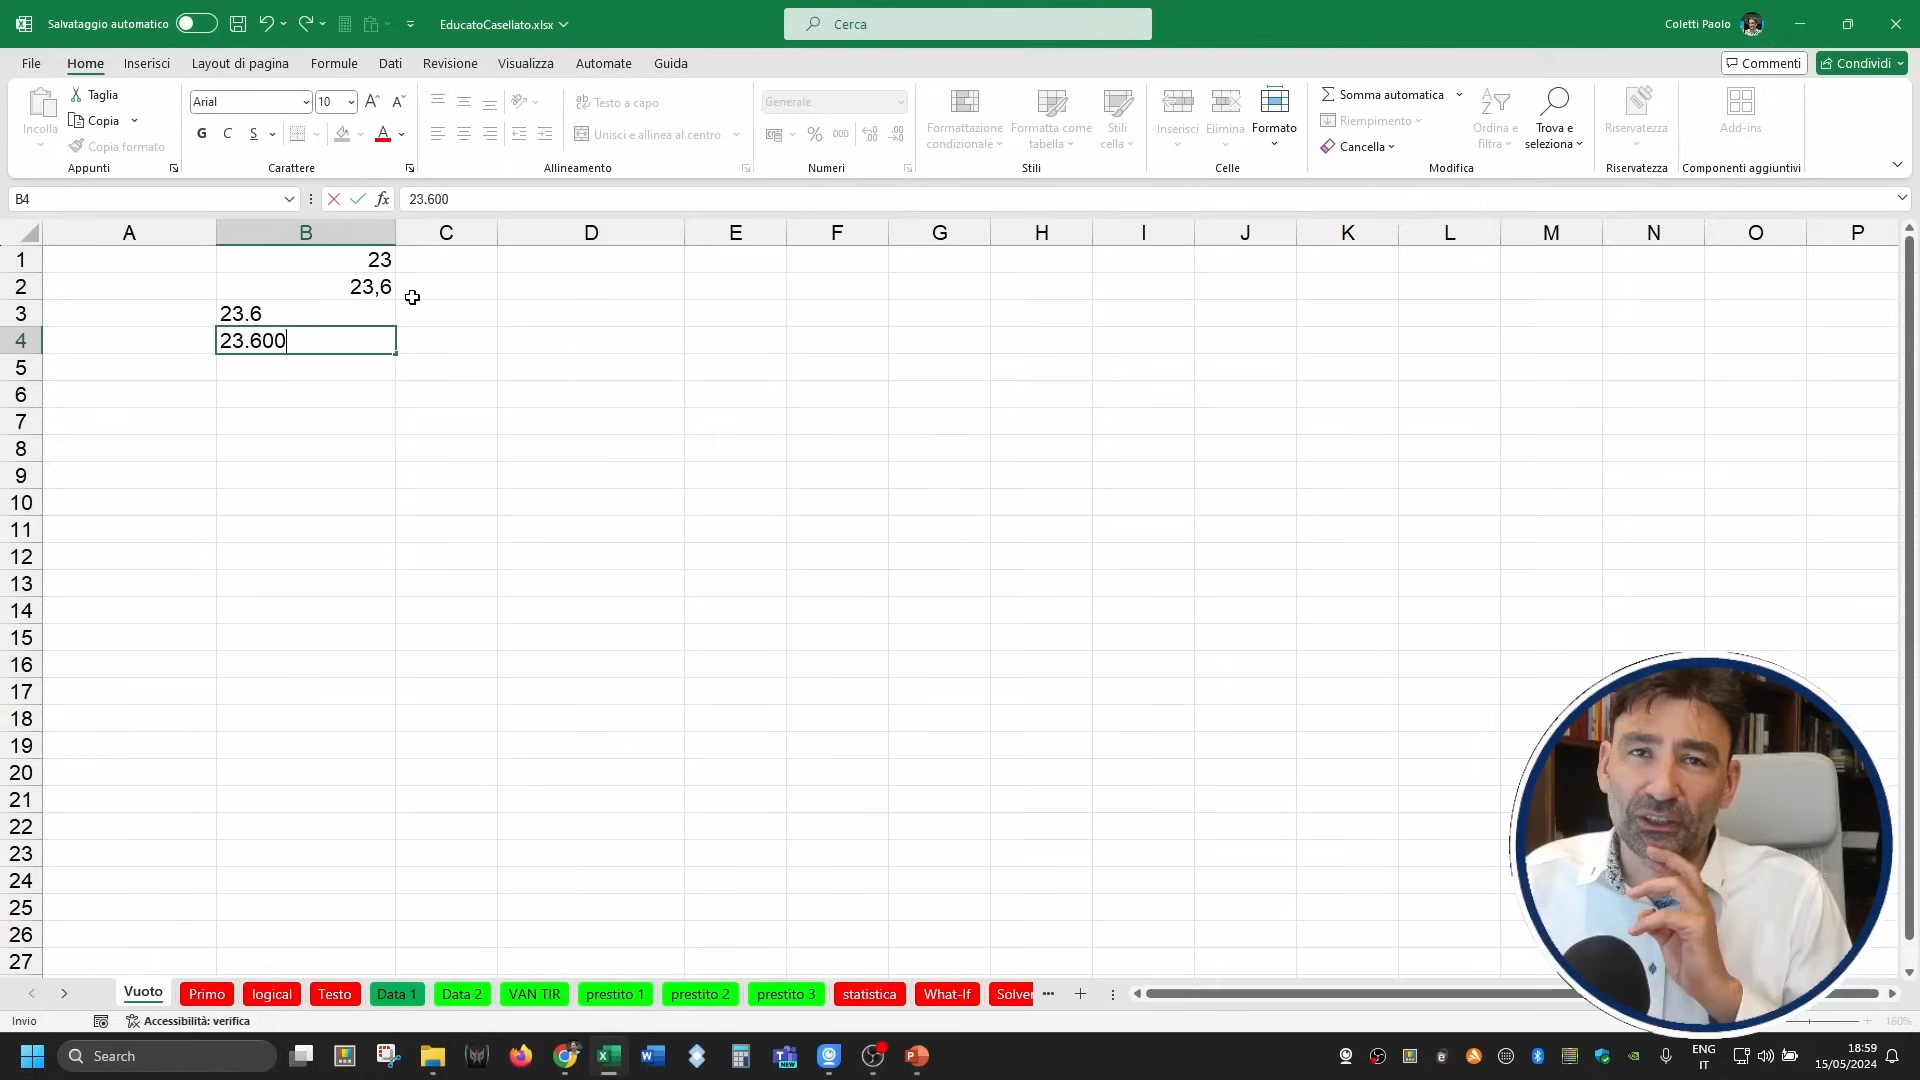 Salvataggio automatico
EducatoCasellato.xlsx
Cerca
Coletti Paolo
File Home Inserisci Layout di pagina Formule Dati Revisione Visualizza Automate Guida
Commenti
Condividi
Incolla
Taglia
Copia
Copia formato
Appunti
Arial
10
G C S
Carattere
Testo a capo
Unisci e allinea al centro
Allineamento
Generale
% 000
Numeri
Formattazione condizionale
Formatta come tabella
Stili cella
Stili
Inserisci
Elimina
Formato
Celle
Somma automatica
Riempimento
Cancella
Ordina e filtra
Trova e seleziona
Modifica
Riservatezza
Riservatezza
Add-ins
Componenti aggiuntivi
B4
fx
23.600
A B C D E F G H I J K L M N O P
1 23
2 23,6
3 23.6
4 23.600
5
6
7
8
9
10
11
12
13
14
15
16
17
18
19
20
21
22
23
24
25
26
27
Vuoto Primo logical Testo Data 1 Data 2 VAN TIR prestito 1 prestito 2 prestito 3 statistica What-If Solver
Invio
Accessibilità: verifica
160%
Search
ENG
IT
18:59
15/05/2024